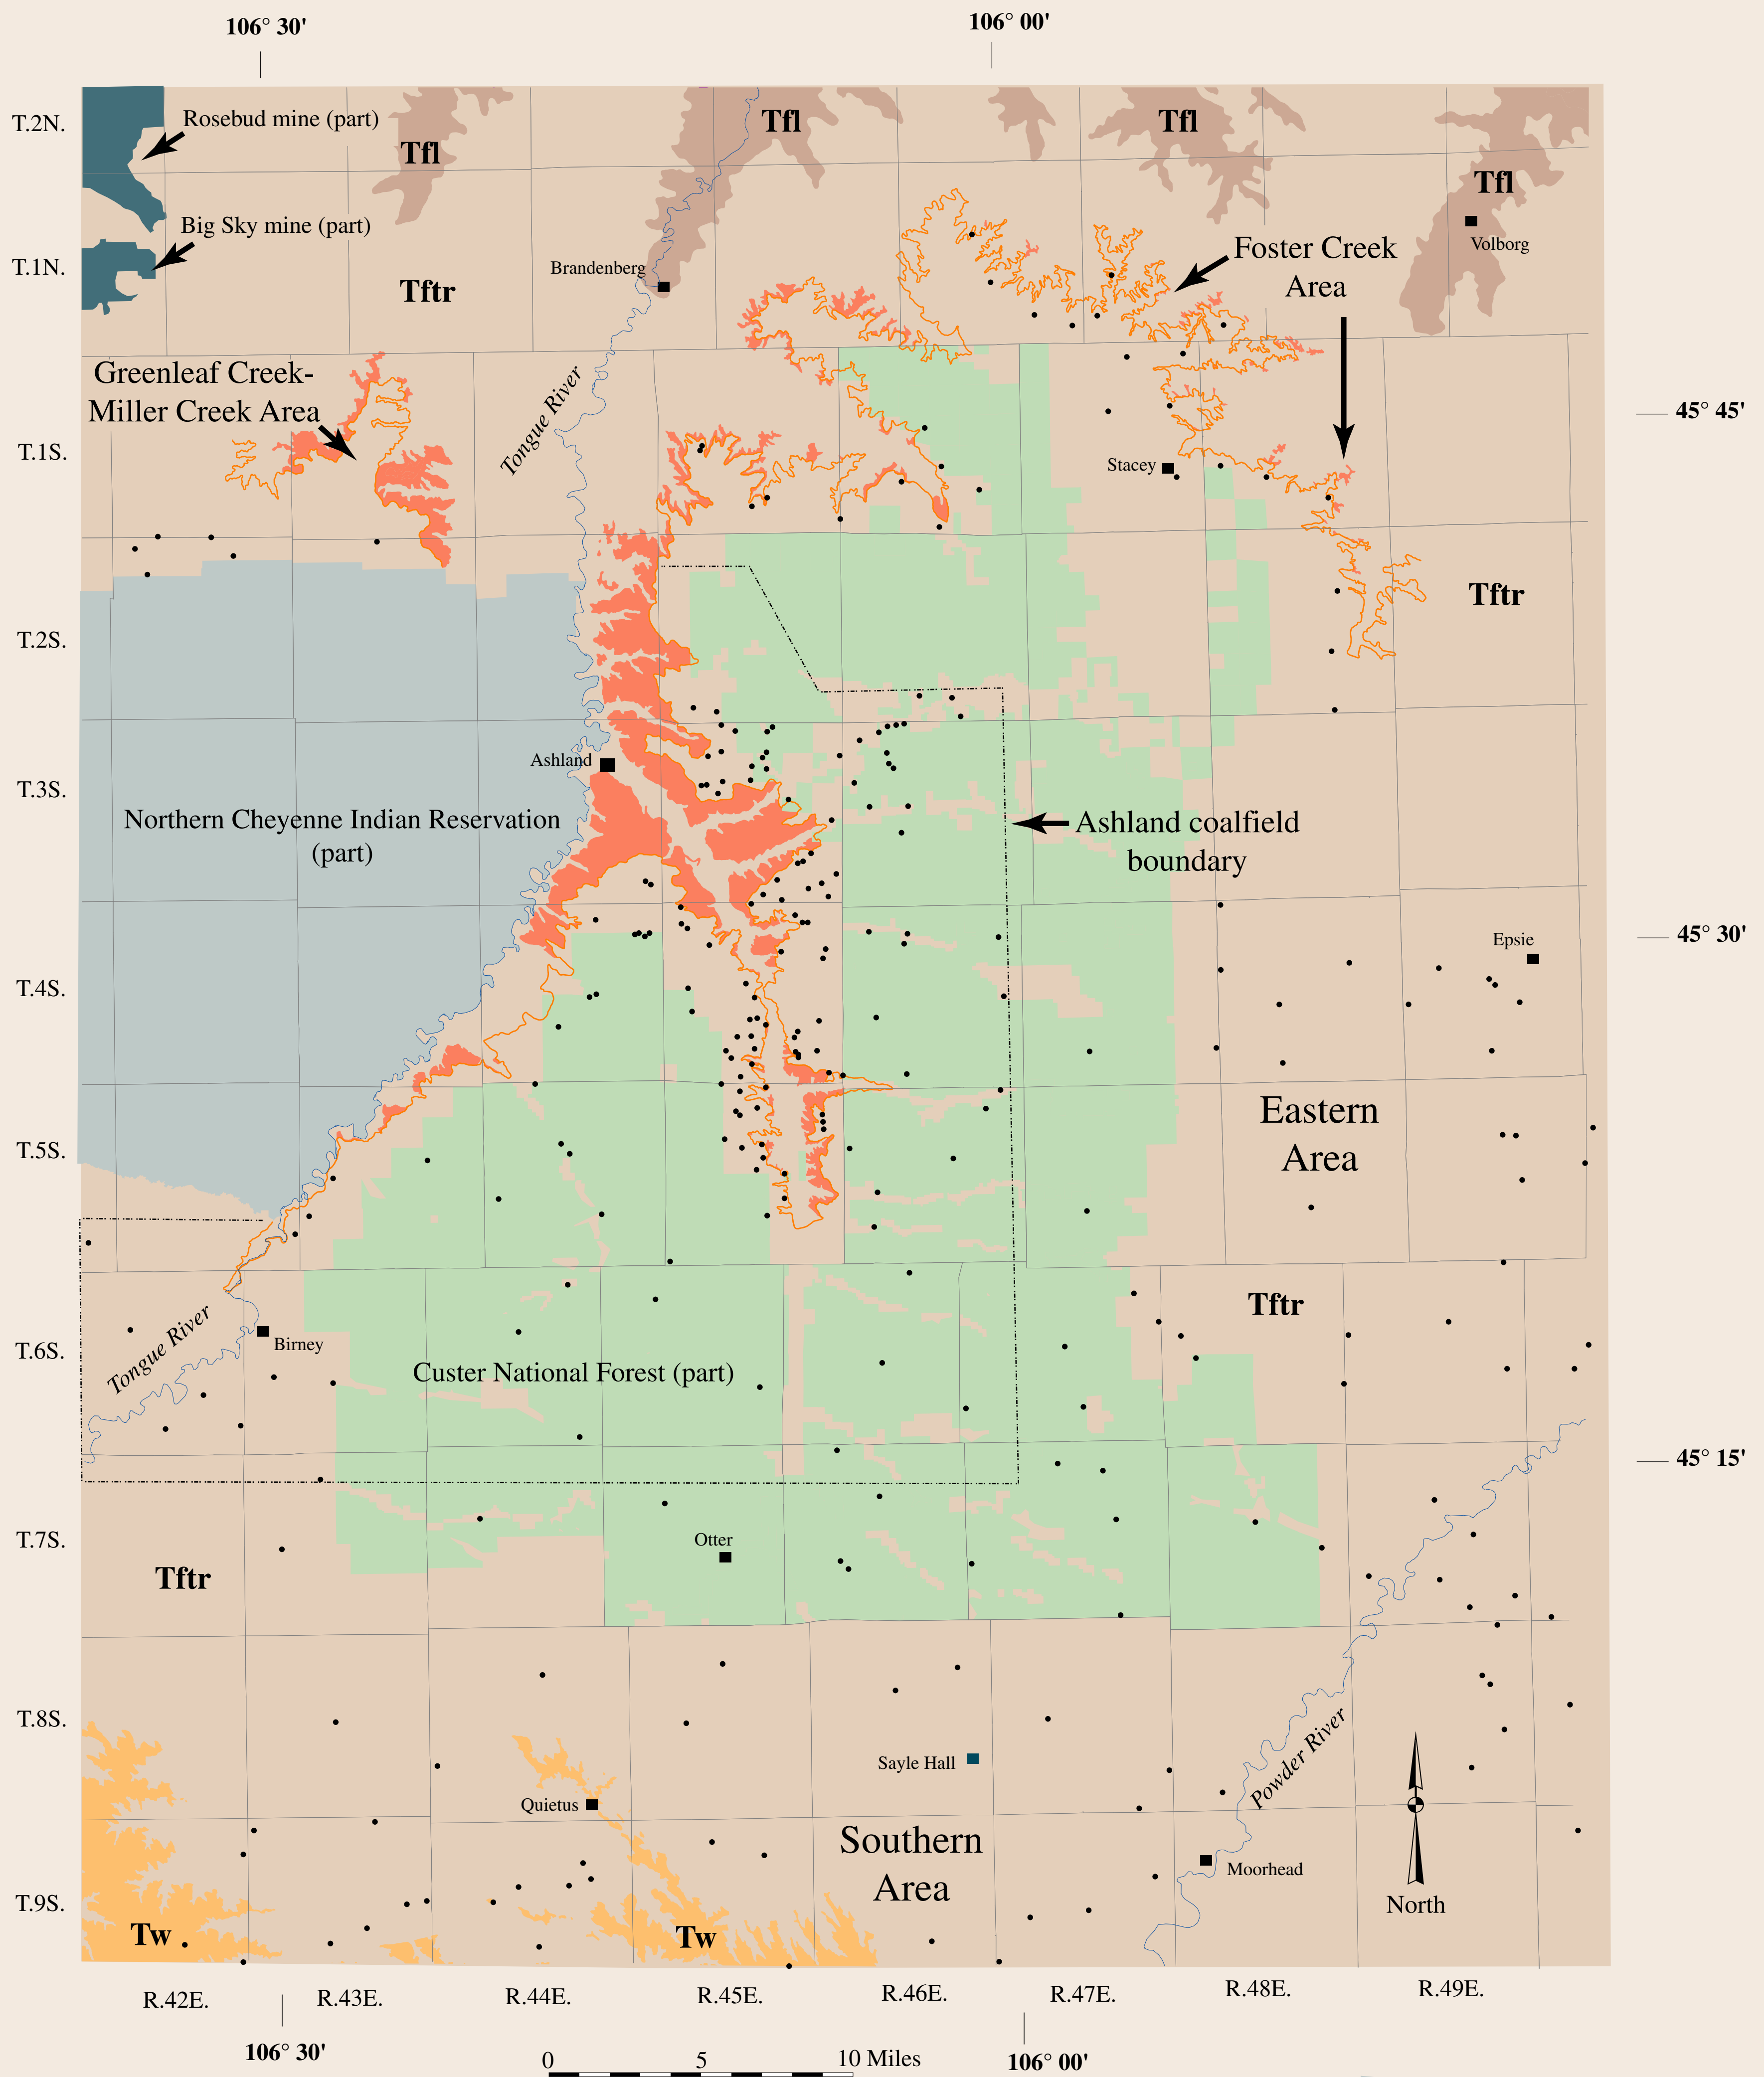 106° 30'
106° 00'
T.2N.
Rosebud mine (part)
Tfl
Tfl
Tfl
Tfl
Big Sky mine (part)
Volborg
T.1N.
Brandenberg
Foster Creek
Area
Tftr
Greenleaf Creek-
Miller Creek Area
Tongue River
45° 45'
T.1S.
Stacey
Tftr
T.2S.
Ashland
T.3S.
Northern Cheyenne Indian Reservation
(part)
Ashland coalfield
boundary
45° 30'
Epsie
T.4S.
Eastern
Area
T.5S.
Tftr
Tongue River
Birney
T.6S.
Custer National Forest (part)
45° 15'
T.7S.
Otter
Tftr
T.8S.
Sayle Hall
Powder River
Quietus
Southern
Area
Moorhead
T.9S.
North
Tw
Tw
R.42E.
R.43E.
R.44E.
R.45E.
R.46E.
R.47E.
R.48E.
R.49E.
106° 30'
0
5
10 Miles
106° 00'